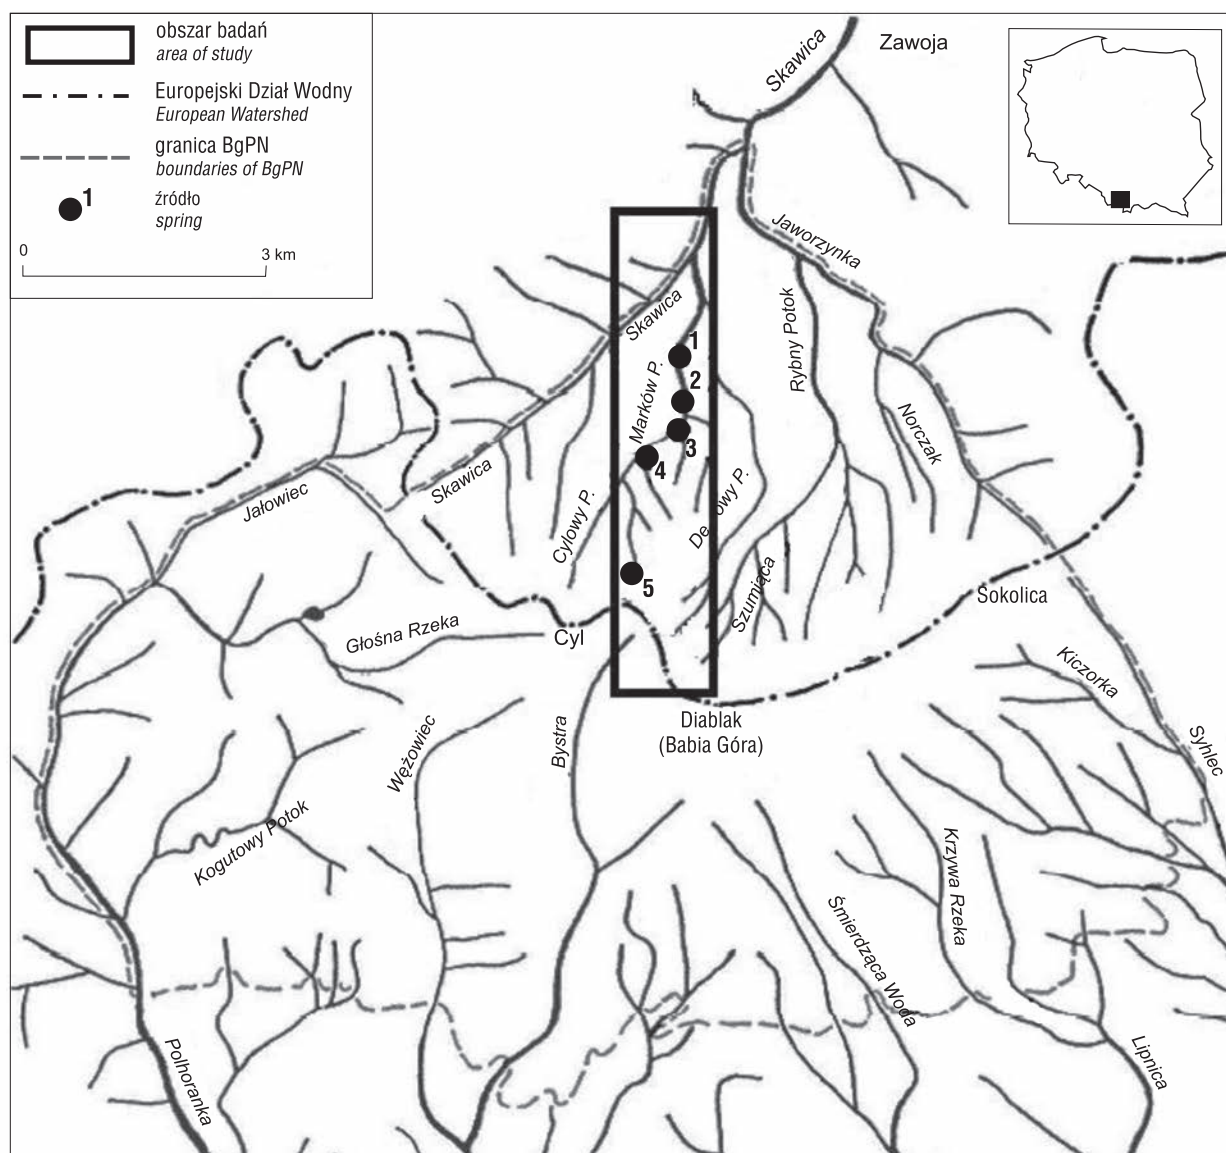 obszar badań
area of study
Europejski Dział Wodny
European Watershed
granica BgPN
boundaries of BgPN
1
źródło
spring
0
3 km
Skawica
Zawoja
Jaworzynka
Skawica
Rybny Potok
1
2
Marków P.
3
4
Norczak
Skawica
Jałowiec
Cylowy P.
5
Szumiąca
Sokolica
Głośna Rzeka
Cyl
Kiczorka
Diablak
(Babia Góra)
Bystra
Wężowiec
Syhlec
Kogutowy Potok
Krzywa Rzeka
Śmierdząca Woda
Polhoranka
Lipnica